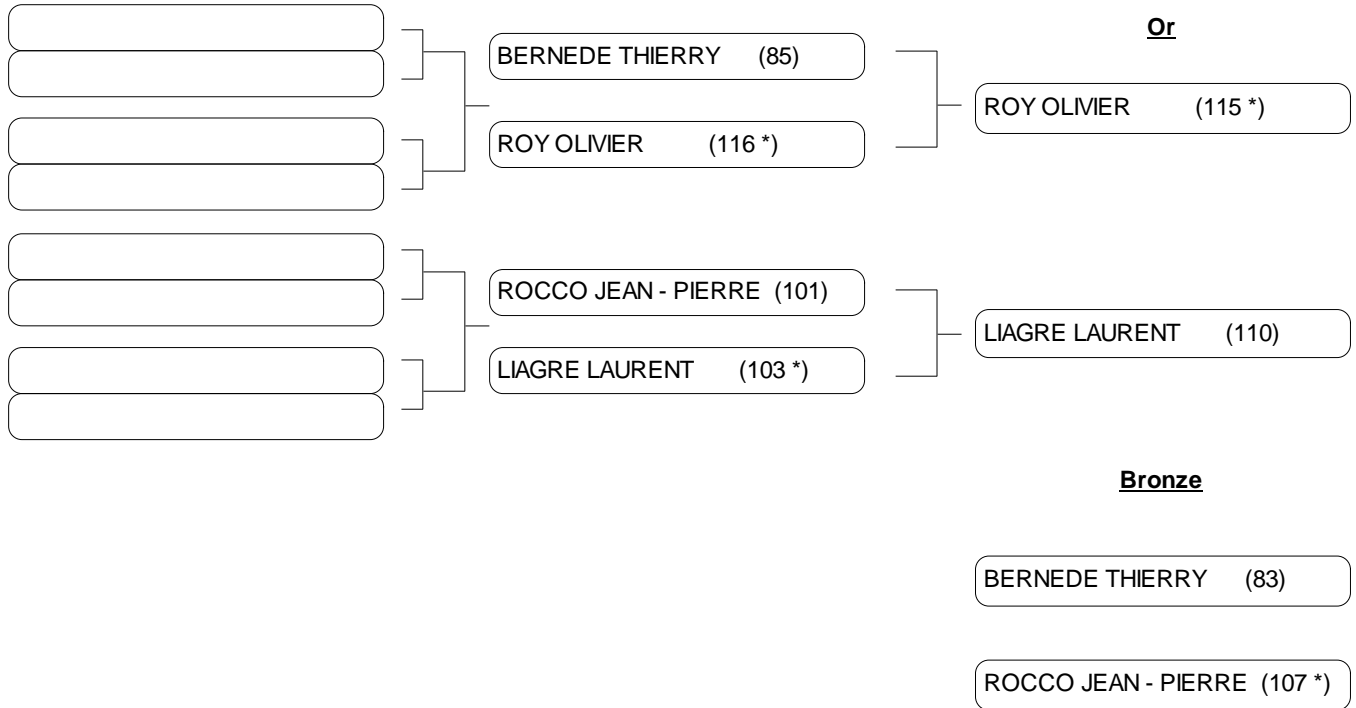 Or
BERNEDE THIERRY (85)
ROY OLIVIER (115 *)
ROY OLIVIER (116 *)
ROCCO JEAN - PIERRE (101)
LIAGRE LAURENT (110)
LIAGRE LAURENT (103 *)
Bronze
BERNEDE THIERRY (83)
ROCCO JEAN - PIERRE (107 *)